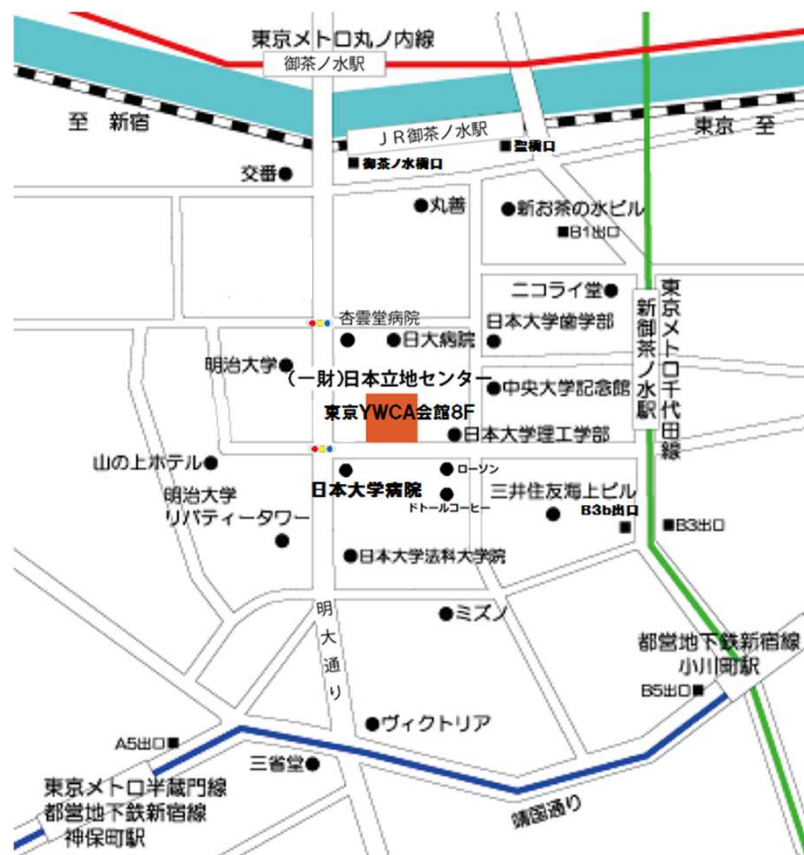 東京メトロ丸ノ内線
御茶ノ水駅
至 新宿
JR御茶ノ水駅
東京 至
聖橋口
御茶ノ水橋口
交番
丸善
新お茶の水ビル
B1出口
ニコライ堂
東京メトロ千代田線
新御茶ノ水駅
杏雲堂病院
日本大学歯学部
日大病院
明治大学
(一財)日本立地センター
中央大学記念館
東京YWCA会館8F
日本大学理工学部
山の上ホテル
ローソン
日本大学病院
三井住友海上ビル
明治大学
リバティータワー
ドトールコーヒー
B3b出口
B3出口
日本大学法科大学院
明大通り
ミズノ
都営地下鉄新宿線
小川町駅
B5出口
ヴィクトリア
A5出口
三省堂
東京メトロ半蔵門線
都営地下鉄新宿線
神保町駅
靖国通り